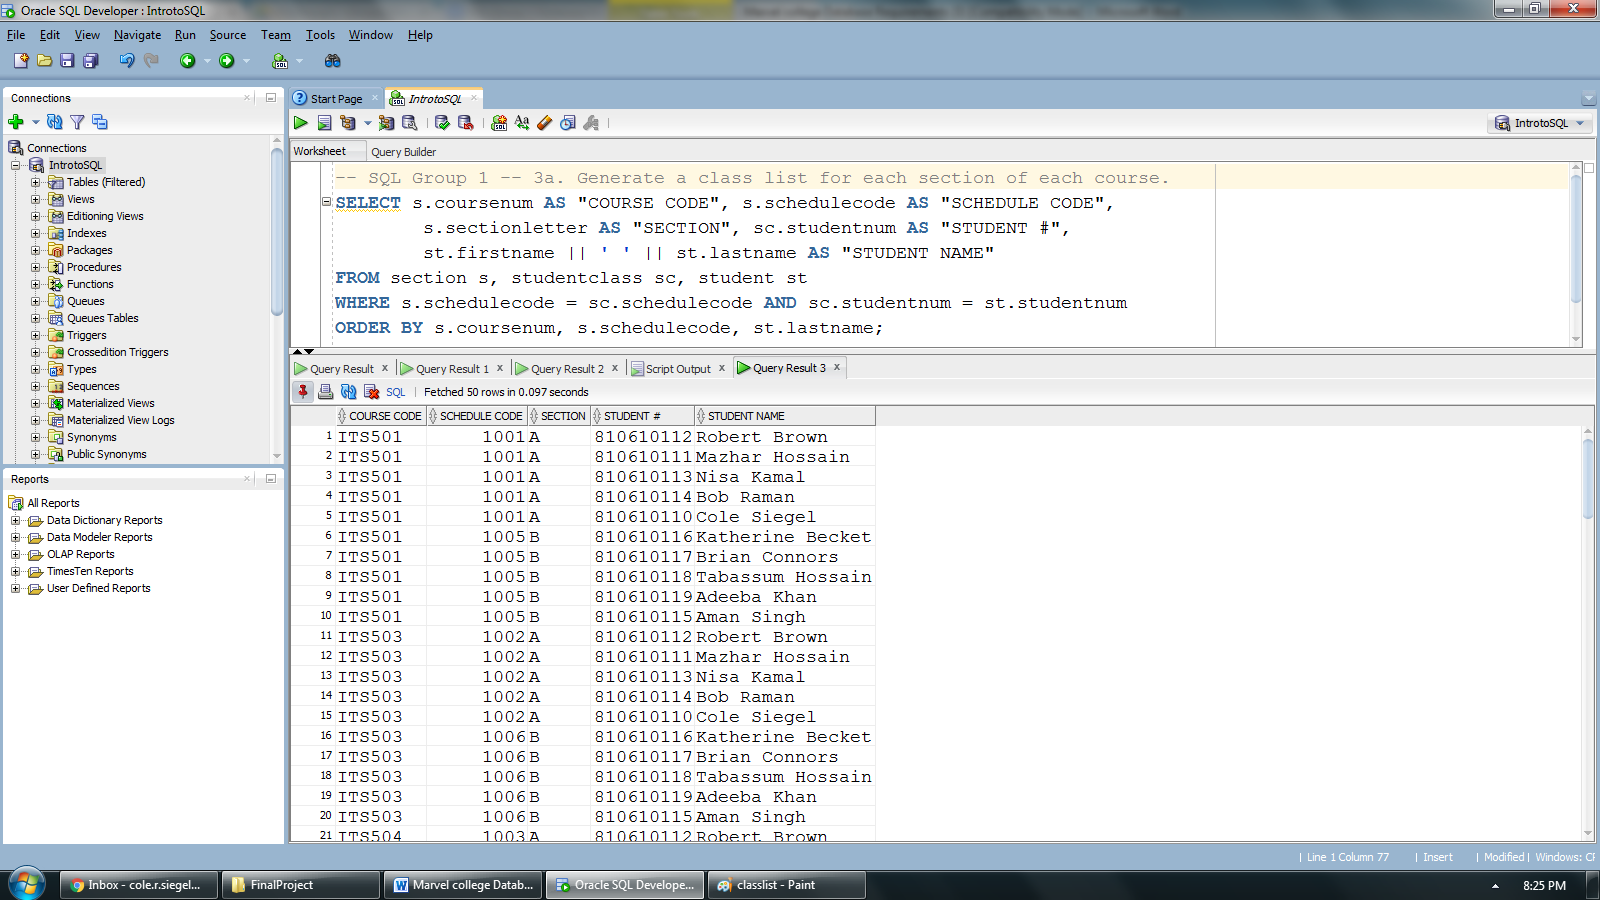 Oracle SQL Developer : IntrotoSQL
File Edit View Navigate Run Source Team Tools Window Help
Connections
Start Page
IntrotoSQL
IntrotoSQL
Worksheet Query Builder
Connections
IntrotoSQL
Tables (Filtered)
Views
Editioning Views
Indexes
Packages
Procedures
Functions
Queues
Queues Tables
Triggers
Crossedition Triggers
Types
Sequences
Materialized Views
Materialized View Logs
Synonyms
Public Synonyms
Reports
All Reports
Data Dictionary Reports
Data Modeler Reports
OLAP Reports
TimesTen Reports
User Defined Reports
-- SQL Group 1 -- 3a. Generate a class list for each section of each course.
SELECT s.coursenum AS "COURSE CODE", s.schedulecode AS "SCHEDULE CODE",
s.sectionletter AS "SECTION", sc.studentnum AS "STUDENT #",
st.firstname || ' ' || st.lastname AS "STUDENT NAME"
FROM section s, studentclass sc, student st
WHERE s.schedulecode = sc.schedulecode AND sc.studentnum = st.studentnum
ORDER BY s.coursenum, s.schedulecode, st.lastname;
Query Result x Query Result 1 x Query Result 2 x Script Output x Query Result 3 x
SQL | Fetched 50 rows in 0.097 seconds
COURSE CODE SCHEDULE CODE SECTION STUDENT # STUDENT NAME
1 ITS501 1001 A 810610112 Robert Brown
2 ITS501 1001 A 810610111 Mazhar Hossain
3 ITS501 1001 A 810610113 Nisa Kamal
4 ITS501 1001 A 810610114 Bob Raman
5 ITS501 1001 A 810610110 Cole Siegel
6 ITS501 1005 B 810610116 Katherine Becket
7 ITS501 1005 B 810610117 Brian Connors
8 ITS501 1005 B 810610118 Tabassum Hossain
9 ITS501 1005 B 810610119 Adeeba Khan
10 ITS501 1005 B 810610115 Aman Singh
11 ITS503 1002 A 810610112 Robert Brown
12 ITS503 1002 A 810610111 Mazhar Hossain
13 ITS503 1002 A 810610113 Nisa Kamal
14 ITS503 1002 A 810610114 Bob Raman
15 ITS503 1002 A 810610110 Cole Siegel
16 ITS503 1006 B 810610116 Katherine Becket
17 ITS503 1006 B 810610117 Brian Connors
18 ITS503 1006 B 810610118 Tabassum Hossain
19 ITS503 1006 B 810610119 Adeeba Khan
20 ITS503 1006 B 810610115 Aman Singh
21 ITS504 1003 A 810610112 Robert Brown
| Line 1 Column 77 | Insert | Modified | Windows: CF
Inbox - cole.r.siegel... FinalProject Marvel college Datab... Oracle SQL Develope... classlist - Paint 8:25 PM